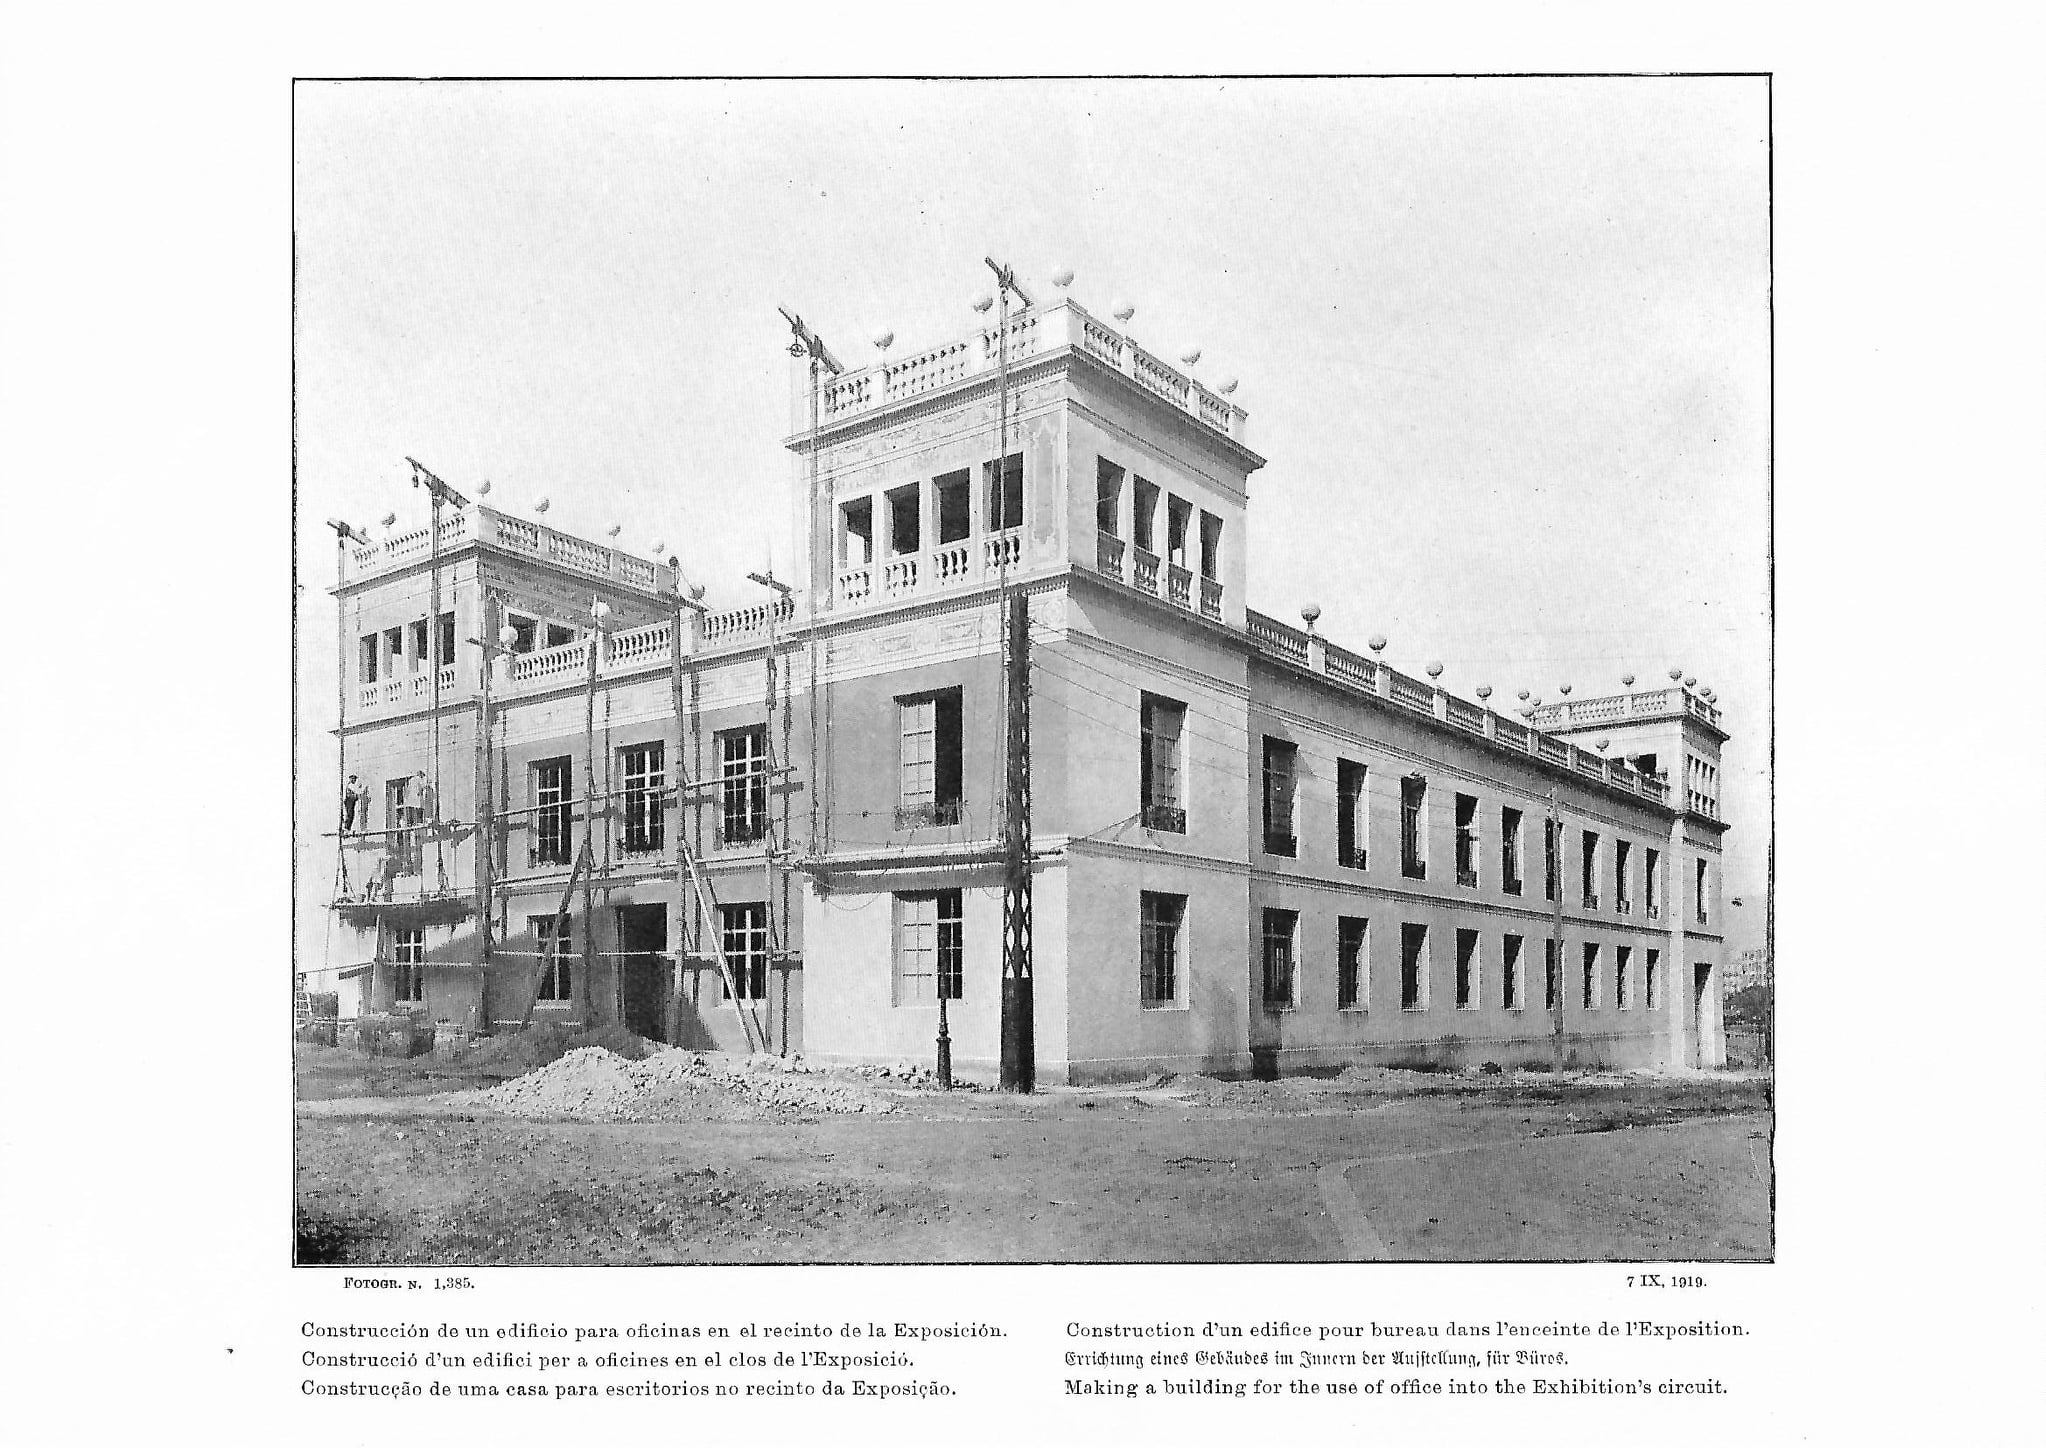 FOTOGR. N. 1,385.
7 IX, 1919.
Construcción de un edificio para oficinas en el recinto de la Exposición.
Construcció d'un edifici per a oficines en el clos de l'Exposició.
Construcção de uma casa para escritorios no recinto da Exposição.
Construction d'un edifice pour bureau dans l'enceinte de l'Exposition.
Errichtung eines Gebäudes im Innern der Ausstellung, für Büros.
Making a building for the use of office into the Exhibition's circuit.